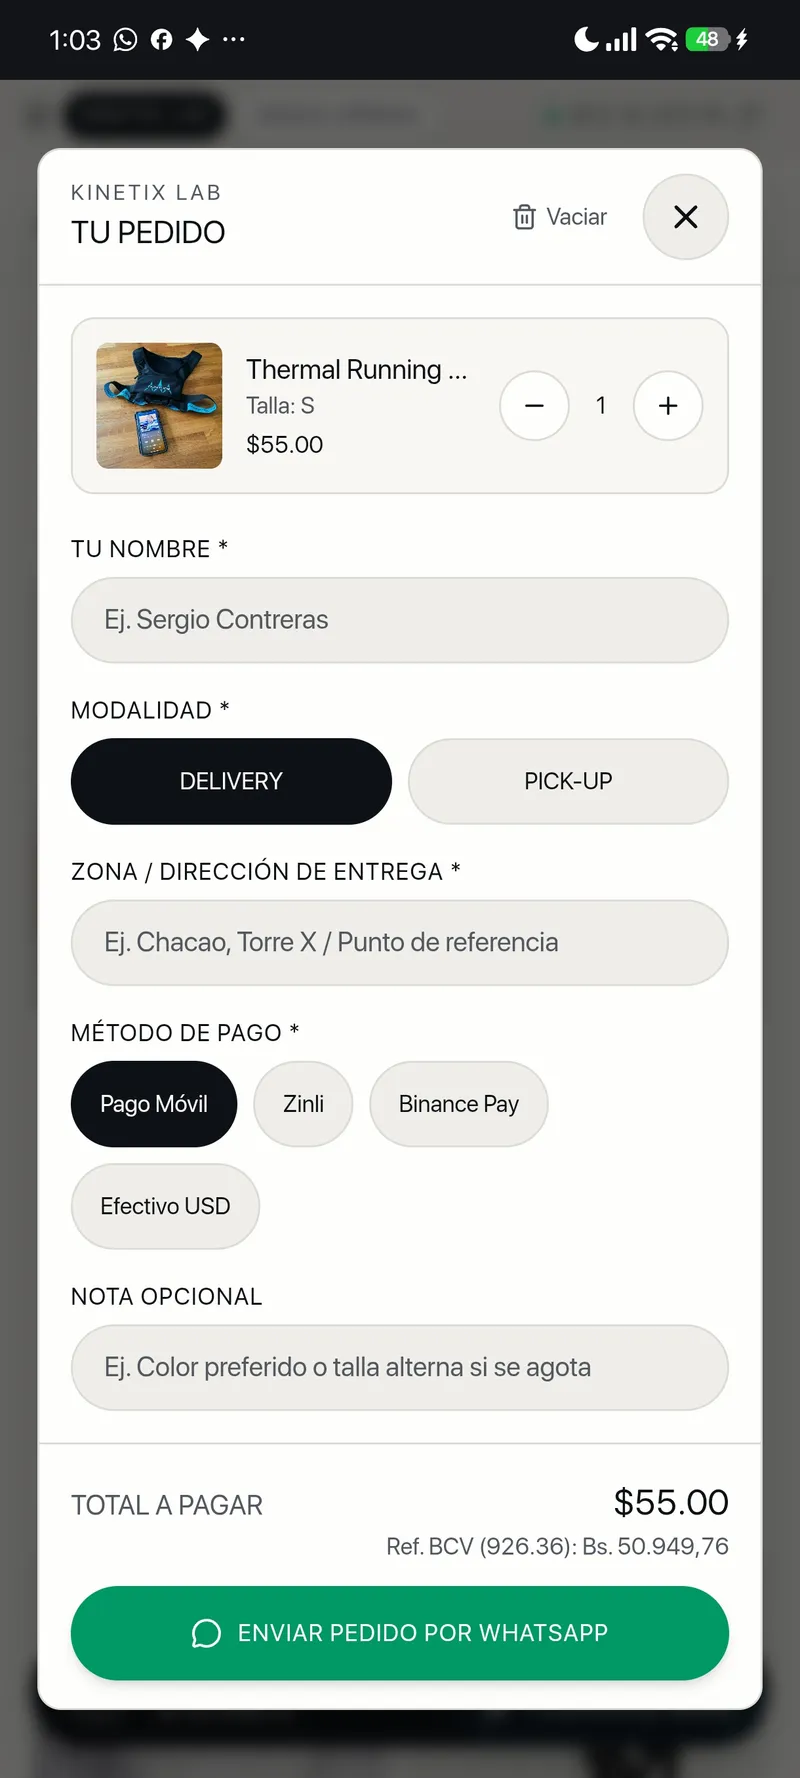 1:03
48
KINETIX LAB
TU PEDIDO
Vaciar
Thermal Running ...
Talla: S
$55.00
1
TU NOMBRE *
Ej. Sergio Contreras
MODALIDAD *
DELIVERY
PICK-UP
ZONA / DIRECCIÓN DE ENTREGA *
Ej. Chacao, Torre X / Punto de referencia
MÉTODO DE PAGO *
Pago Móvil
Zinli
Binance Pay
Efectivo USD
NOTA OPCIONAL
Ej. Color preferido o talla alterna si se agota
TOTAL A PAGAR
$55.00
Ref. BCV (926.36): Bs. 50.949,76
ENVIAR PEDIDO POR WHATSAPP